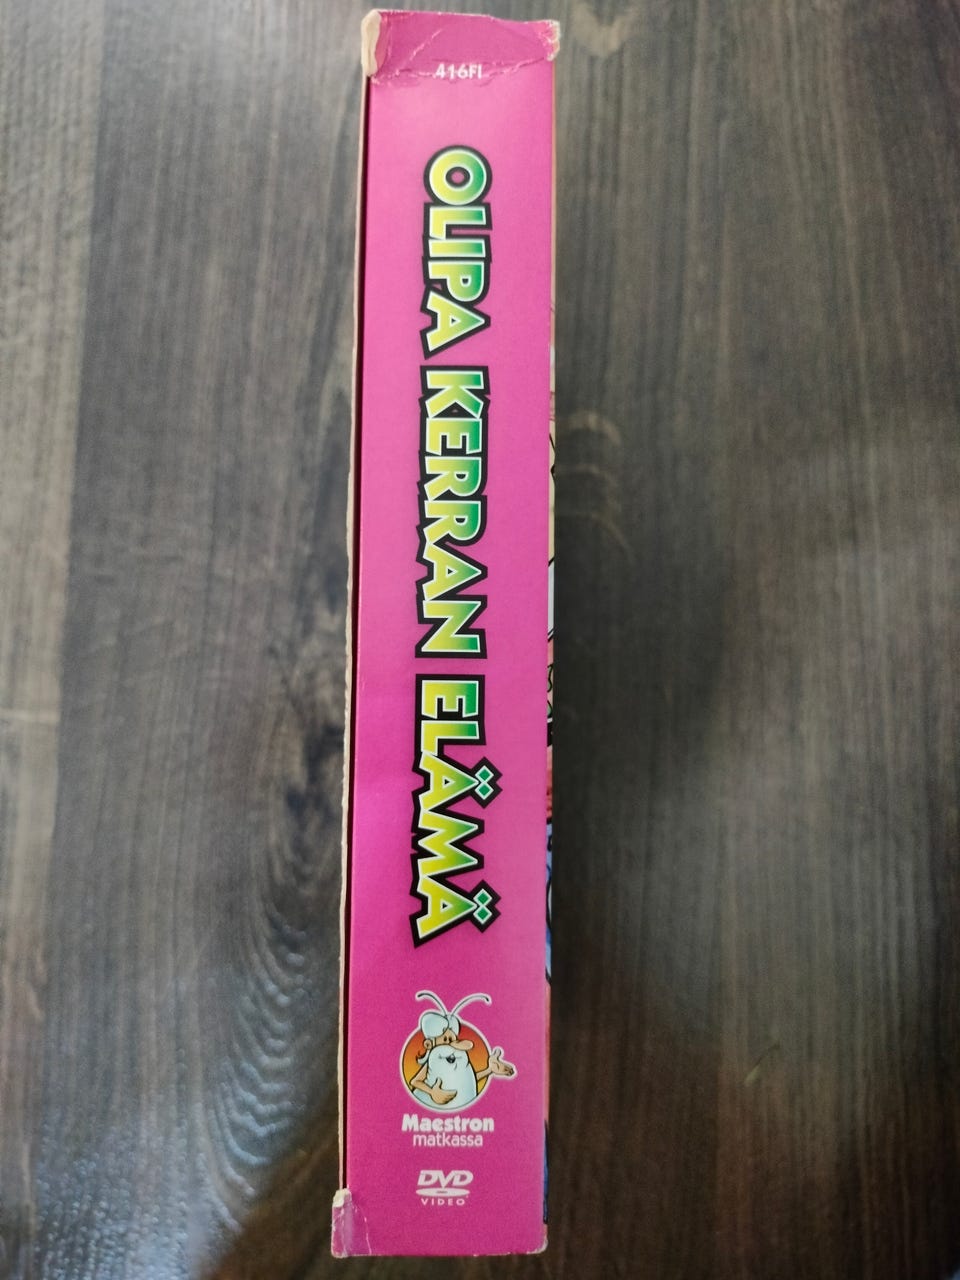 416FI
OLIPA KERRAN ELÄMÄ
Maestron
matkassa
DVD
VIDEO